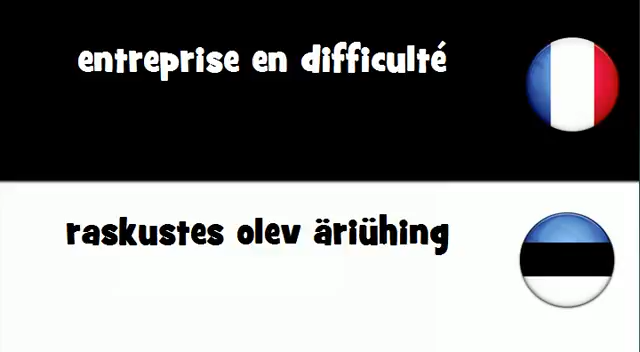 entreprise en difficulté
raskustes olev äriühing